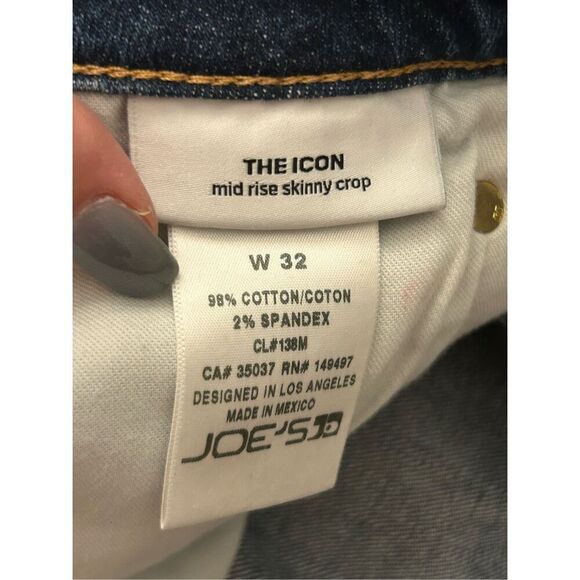 THE ICON
mid rise skinny crop
W 32
98% COTTON/COTON
2% SPANDEX
CL#138M
CA# 35037 RN# 149497
DESIGNED IN LOS ANGELES
MADE IN MEXICO
JOE'S